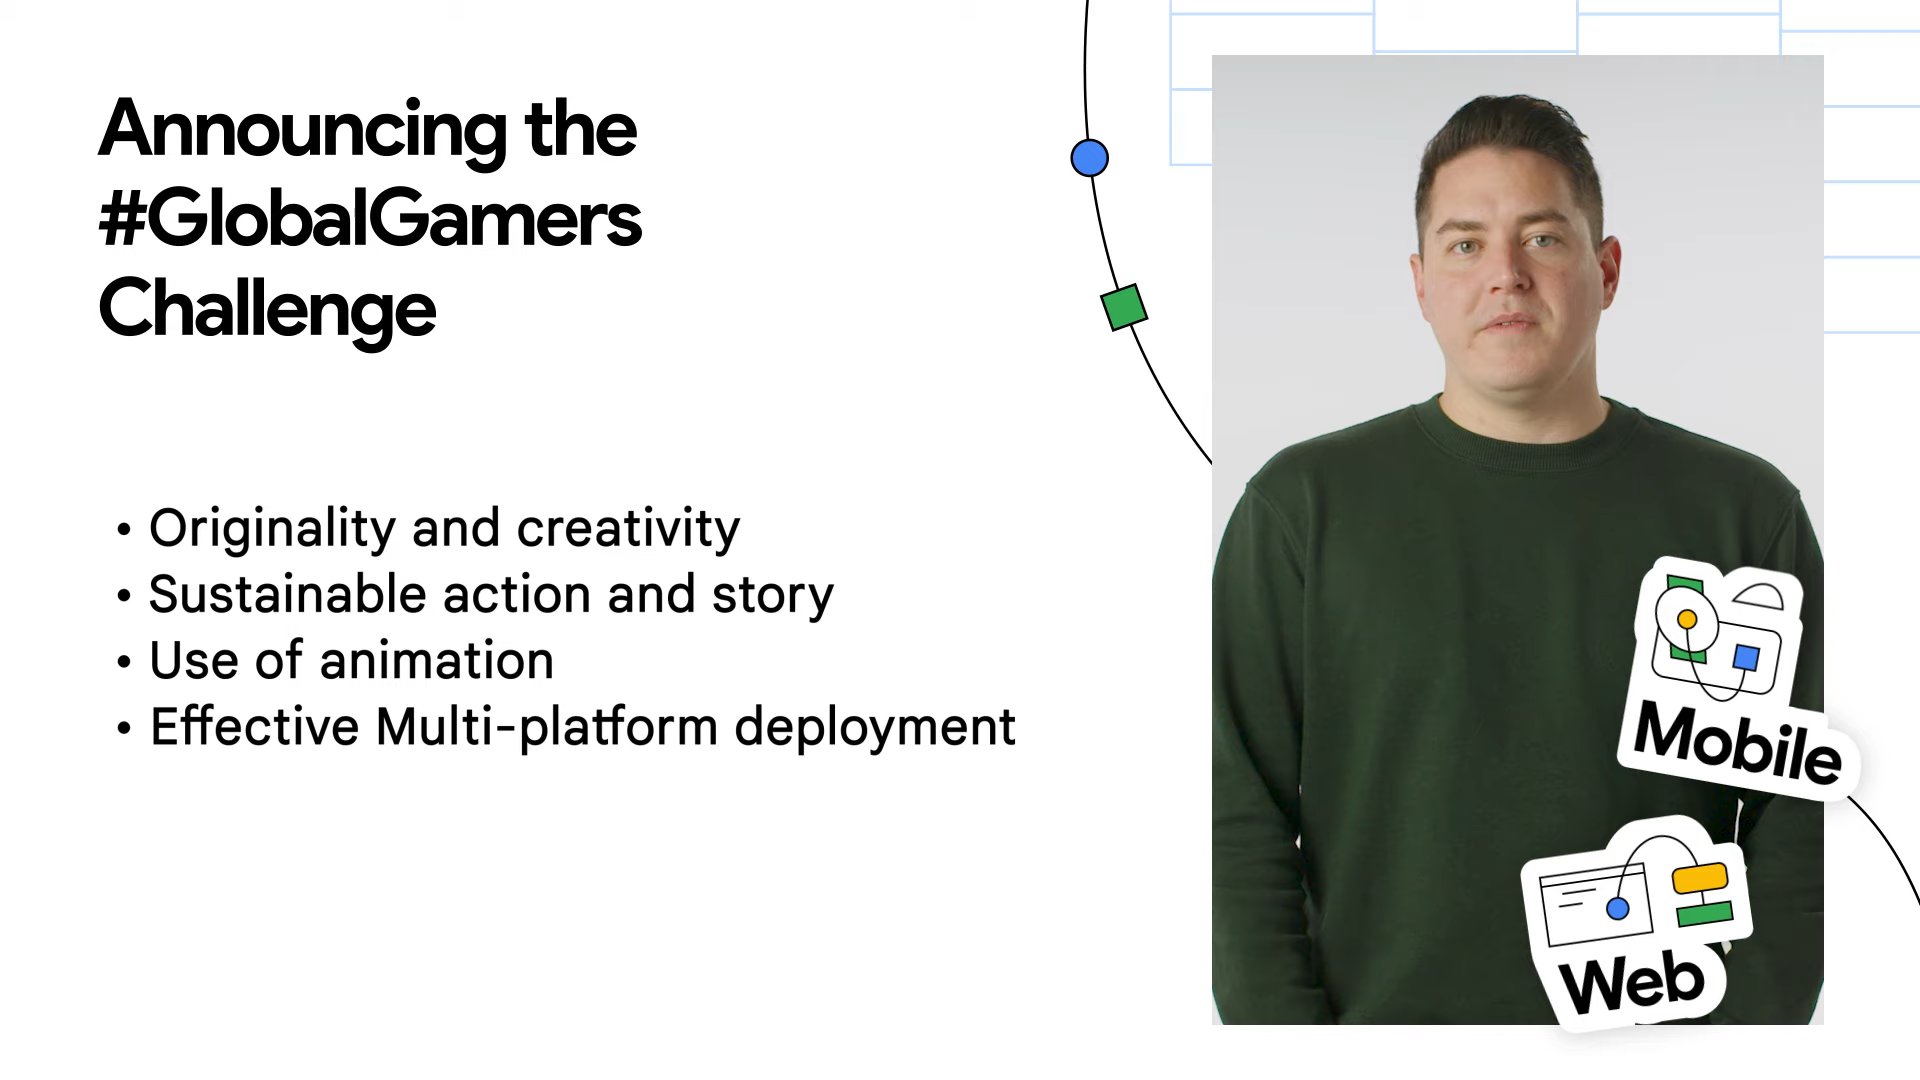 Announcing the
#GlobalGamers
Challenge
• Originality and creativity
• Sustainable action and story
• Use of animation
• Effective Multi-platform deployment
Mobile
Web